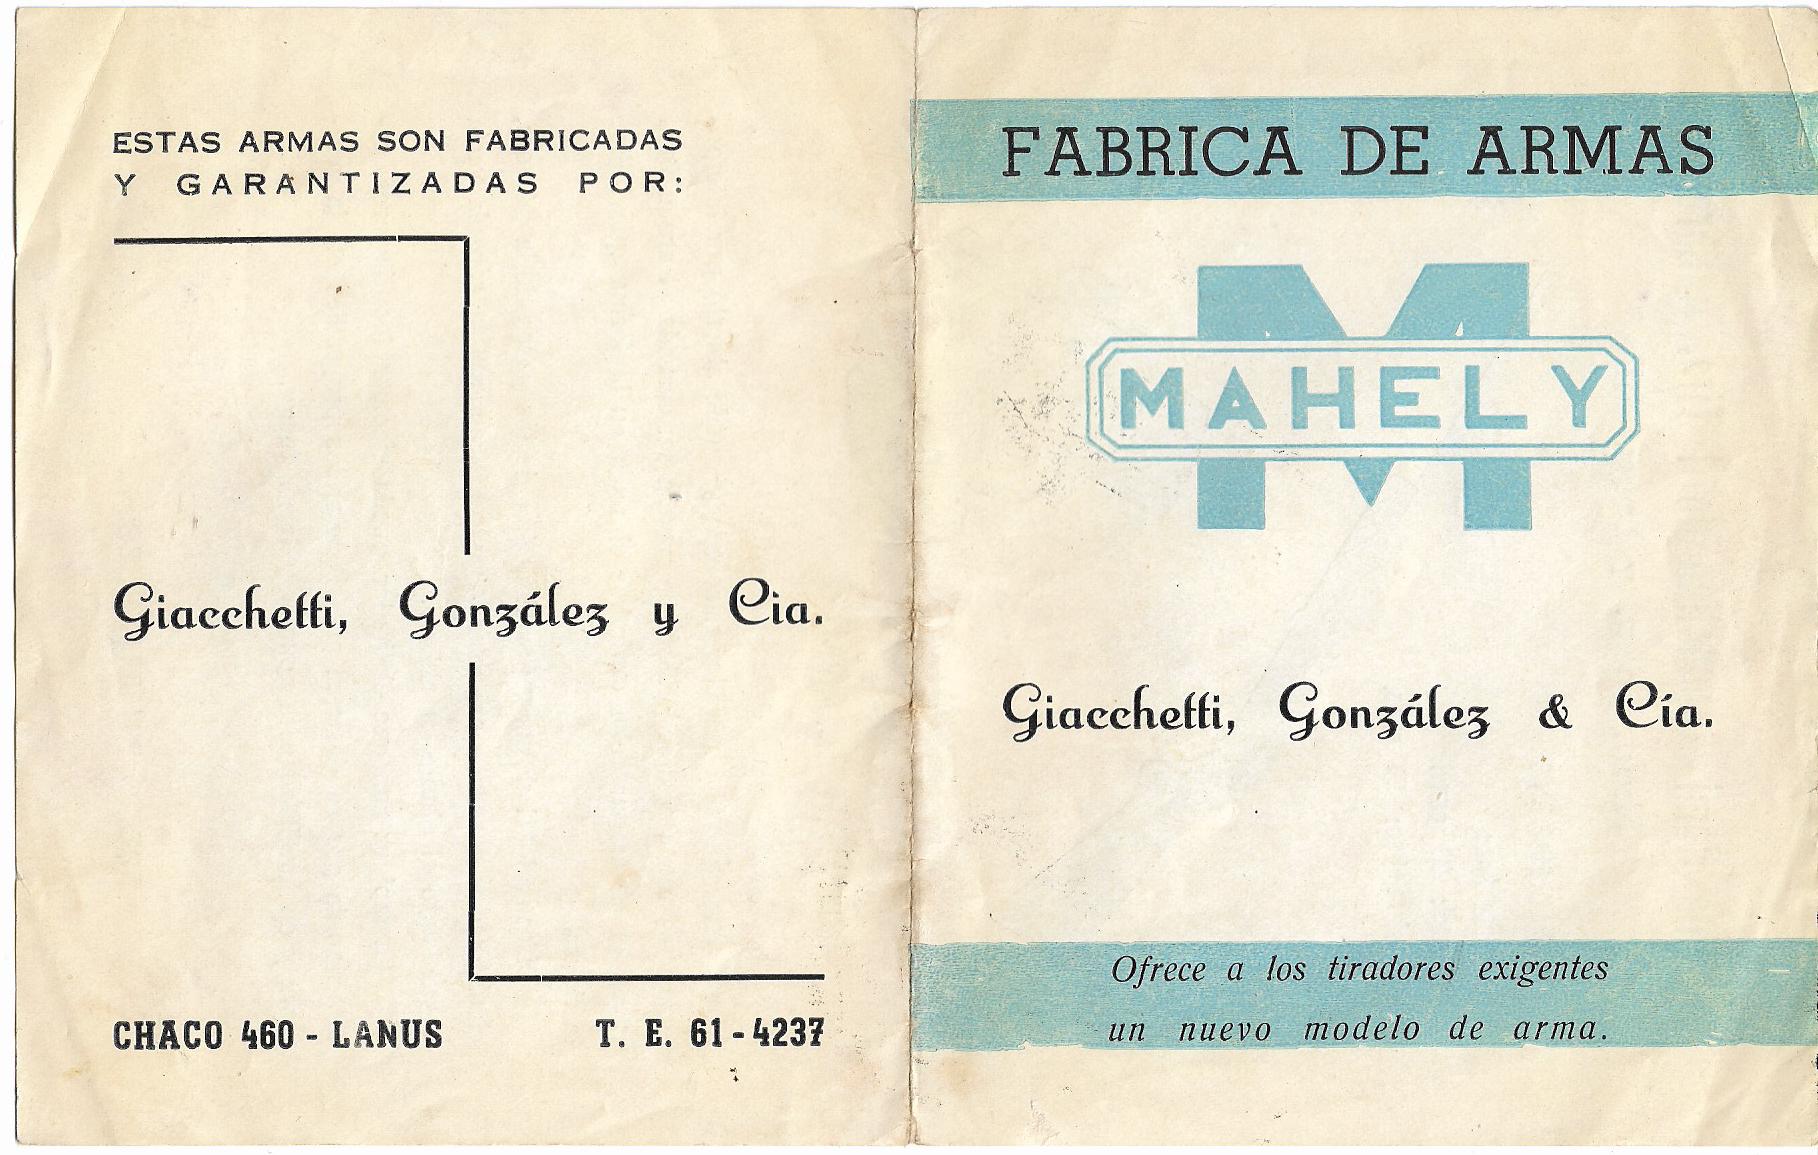 ESTAS ARMAS SON FABRICADAS
Y GARANTIZADAS POR:
Giacchetti, González y Cia.
CHACO 460 - LANUS T. E. 61-4237
FABRICA DE ARMAS
M
MAHELY
Giacchetti, González & Cía.
Ofrece a los tiradores exigentes
un nuevo modelo de arma.